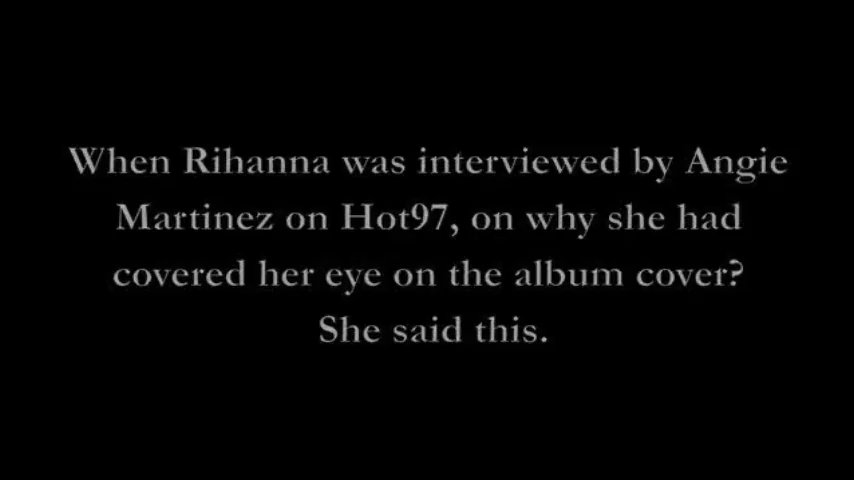 When Rihanna was interviewed by Angie
Martinez on Hot97, on why she had
covered her eye on the album cover?
She said this.